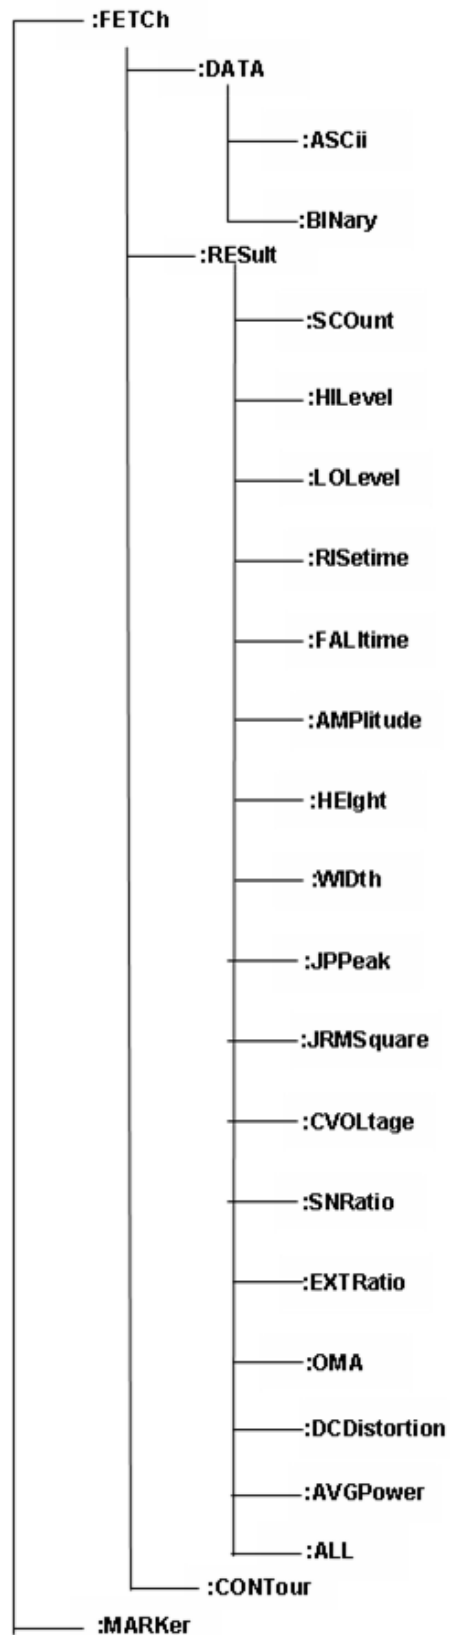 :FETCh
:DATA
:ASCii
:BINary
:RESult
:SCOunt
:HILevel
:LOLevel
:RISetime
:FALltime
:AMPlitude
:HEIght
:WIDth
:JPPeak
:JRMSquare
:CVOLtage
:SNRatio
:EXTRatio
:OMA
:DCDistortion
:AVGPower
:ALL
:CONTour
:MARKer